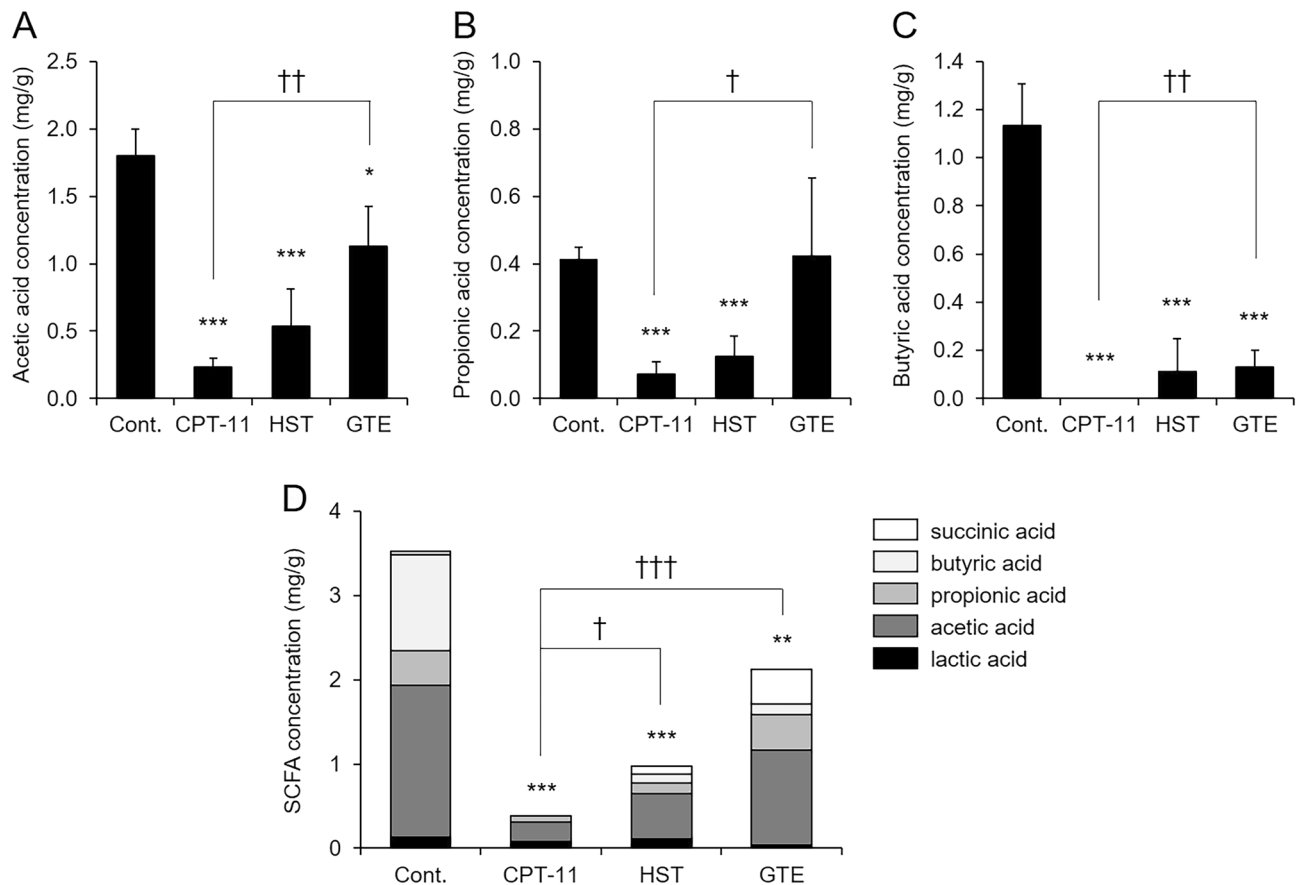 A
Acetic acid concentration (mg/g)
2.5
2.0
1.5
1.0
0.5
0.0
††
***
***
*
Cont. CPT-11 HST GTE
B
Propionic acid concentration (mg/g)
1.0
0.8
0.6
0.4
0.2
0.0
†
***
***
Cont. CPT-11 HST GTE
C
Butyric acid concentration (mg/g)
1.4
1.2
1.0
0.8
0.6
0.4
0.2
0.0
††
***
***
***
Cont. CPT-11 HST GTE
D
SCFA concentration (mg/g)
4
3
2
1
0
†††
†
***
***
**
Cont. CPT-11 HST GTE
succinic acid
butyric acid
propionic acid
acetic acid
lactic acid